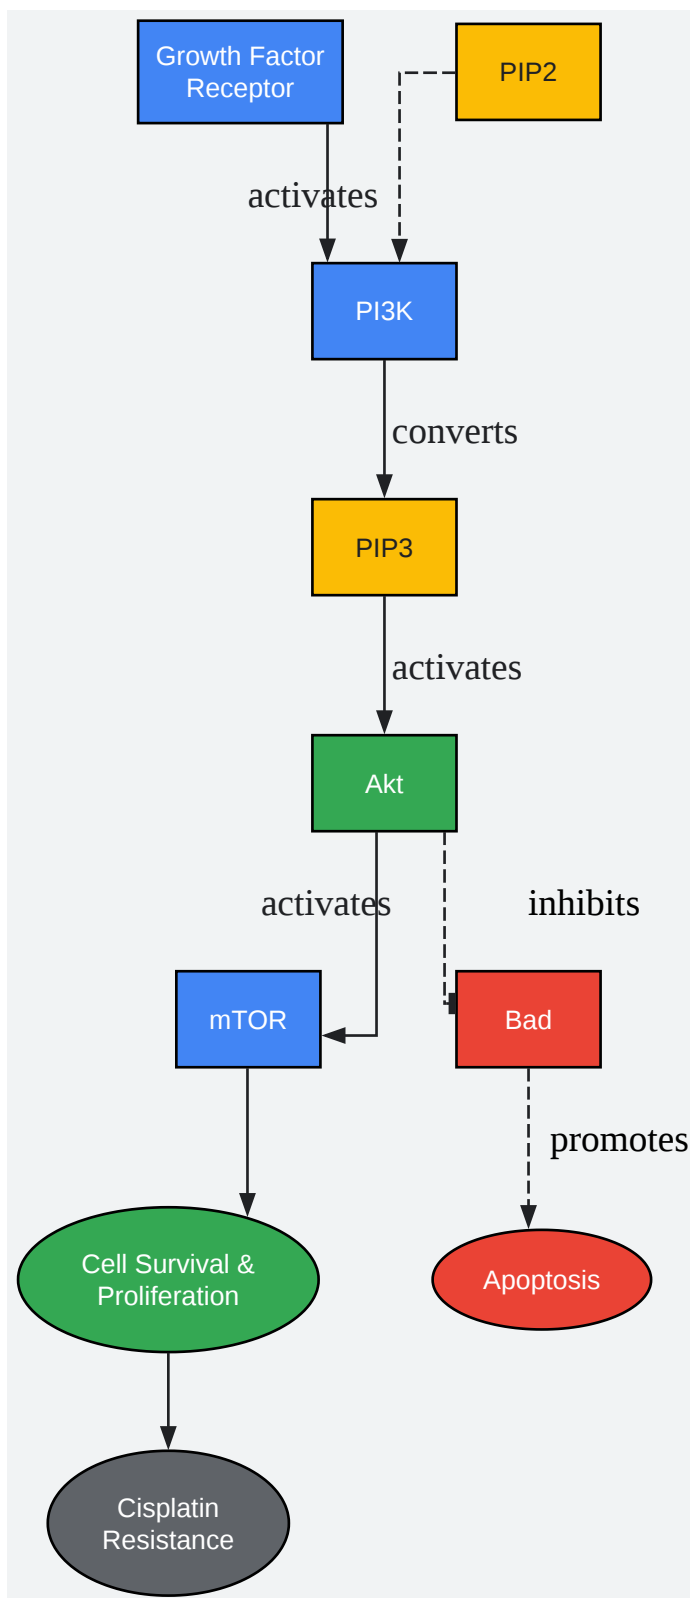 Growth Factor
Receptor
PIP2
activates
PI3K
converts
PIP3
activates
Akt
activates
inhibits
mTOR
Bad
promotes
Cell Survival &
Proliferation
Apoptosis
Cisplatin
Resistance